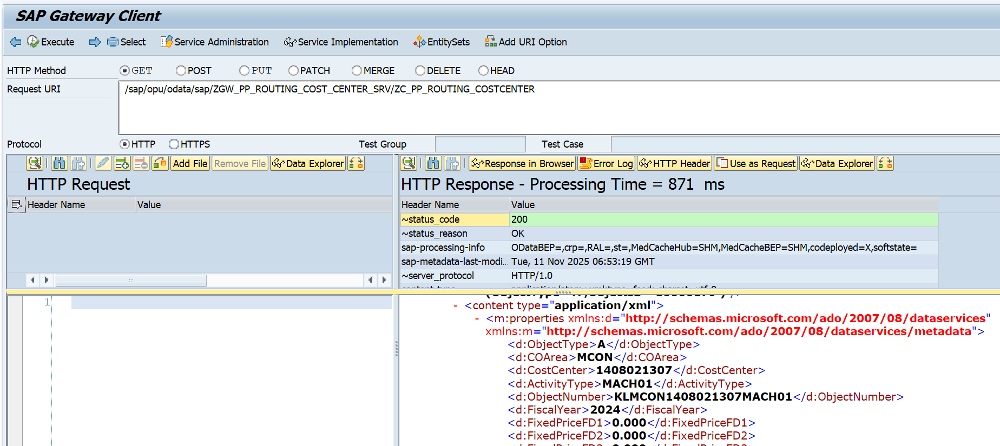 SAP Gateway Client
Execute Select Service Administration Service Implementation EntitySets Add URI Option
HTTP Method GET POST PUT PATCH MERGE DELETE HEAD
Request URI /sap/opu/odata/sap/ZGW_PP_ROUTING_COST_CENTER_SRV/ZC_PP_ROUTING_COSTCENTER
Protocol HTTP HTTPS Test Group Test Case
Add File Remove File Data Explorer
HTTP Request
Header Name Value
1
Response in Browser Error Log HTTP Header Use as Request Data Explorer
HTTP Response - Processing Time = 871 ms
Header Name Value
~status_code 200
~status_reason OK
sap-processing-info ODataBEP=,crp=,RAL=,st=,MedCacheHub=SHM,MedCacheBEP=SHM,codeployed=X,softstate=
sap-metadata-last-modi... Tue, 11 Nov 2025 06:53:19 GMT
~server_protocol HTTP/1.0
- <content type="application/xml">
- <m:properties xmlns:d="http://schemas.microsoft.com/ado/2007/08/dataservices"
xmlns:m="http://schemas.microsoft.com/ado/2007/08/dataservices/metadata">
<d:ObjectType>A</d:ObjectType>
<d:COArea>MCON</d:COArea>
<d:CostCenter>1408021307</d:CostCenter>
<d:ActivityType>MACH01</d:ActivityType>
<d:ObjectNumber>KLMCON1408021307MACH01</d:ObjectNumber>
<d:FiscalYear>2024</d:FiscalYear>
<d:FixedPriceFD1>0.000</d:FixedPriceFD1>
<d:FixedPriceFD2>0.000</d:FixedPriceFD2>